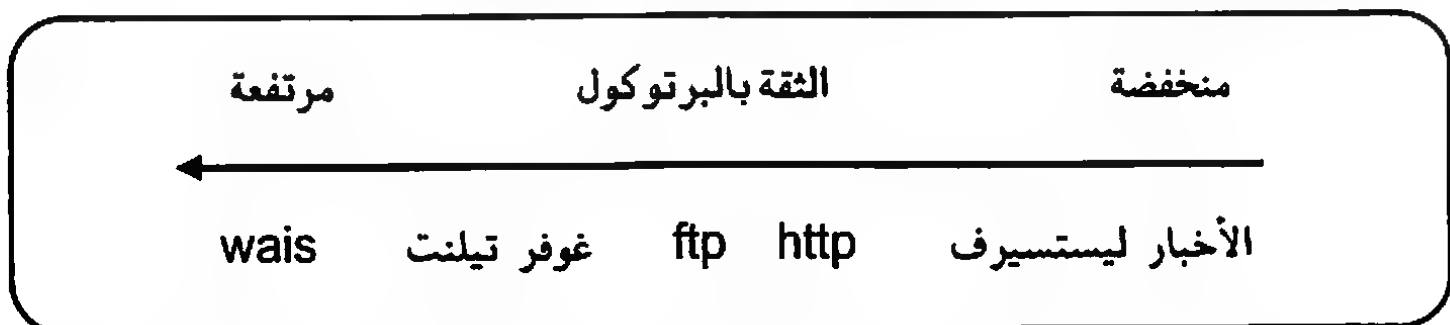 منخفضة الثقة بالبرتوكول مرتفعة
الأخبار ليستسيرف http ftp غوفر تيلنت wais